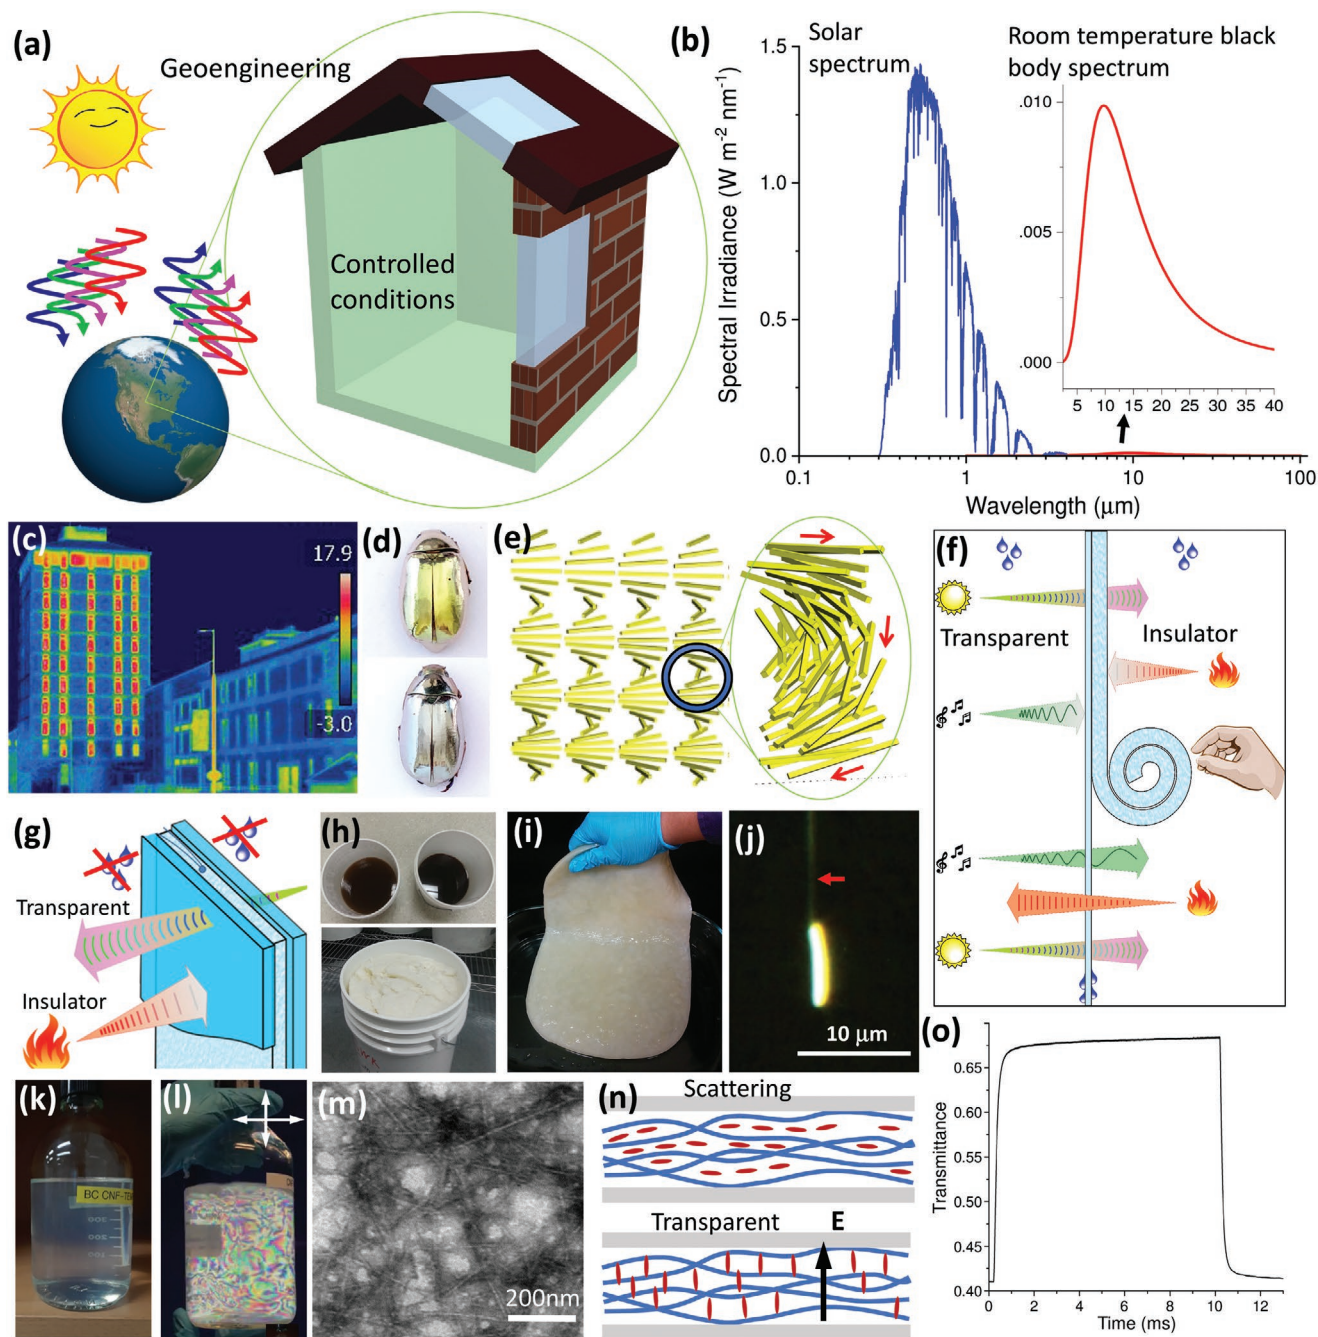 (a)
Geoengineering
Controlled
conditions
(b)
Solar
spectrum
Room temperature black
body spectrum
Spectral Irradiance (W m-2 nm-1)
1.5
1.0
0.5
0.0
0.1
1
10
100
Wavelength (μm)
.010
.005
.000
5 10 15 20 25 30 35 40
(c)
17.9
-3.0
(d)
(e)
(f)
Transparent
Insulator
(g)
Transparent
Insulator
(h)
(i)
(j)
10 μm
(k)
(l)
(m)
200nm
(n)
Scattering
Transparent
E
(o)
Transmittance
0.65
0.60
0.55
0.50
0.45
0.40
0 2 4 6 8 10 12
Time (ms)